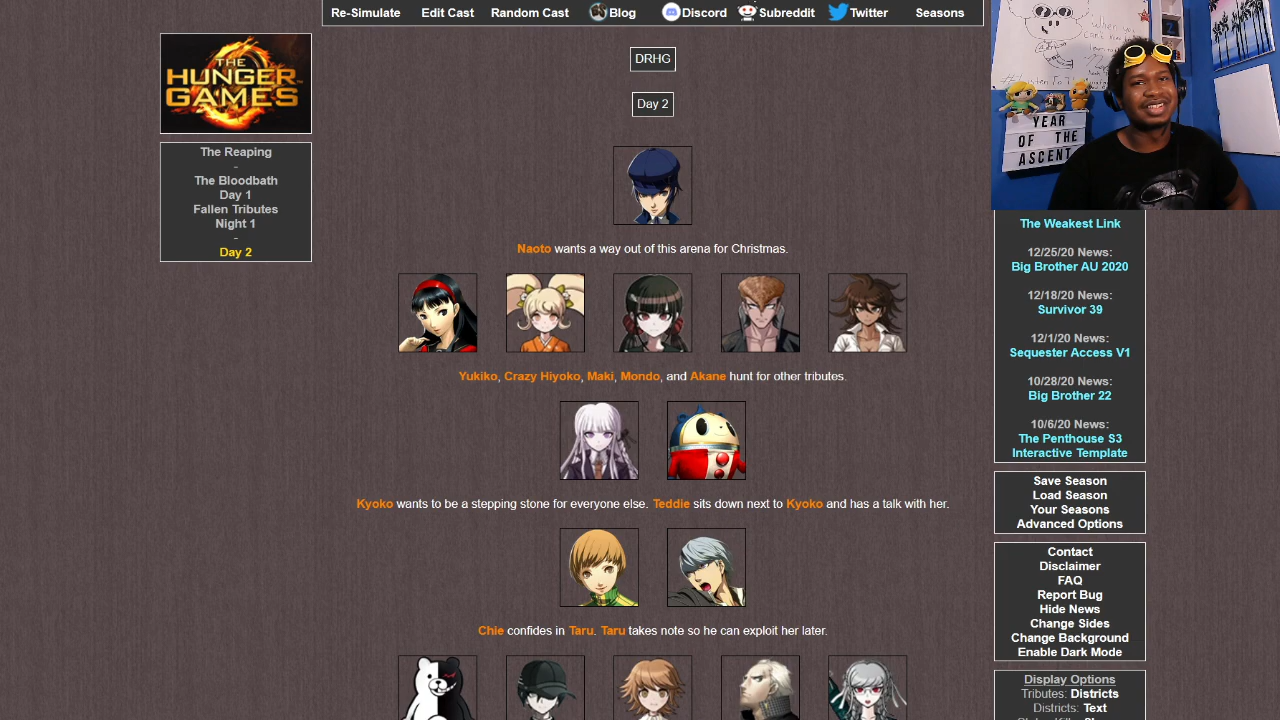 Re-Simulate Edit Cast Random Cast Blog Discord Subreddit Twitter Seasons
THE
HUNGER
GAMES
The Reaping
-
The Bloodbath
Day 1
Fallen Tributes
Night 1
-
Day 2
DRHG
Day 2
Naoto wants a way out of this arena for Christmas.
Yukiko, Crazy Hiyoko, Maki, Mondo, and Akane hunt for other tributes.
Kyoko wants to be a stepping stone for everyone else. Teddie sits down next to Kyoko and has a talk with her.
Chie confides in Taru. Taru takes note so he can exploit her later.
YEAR
OF THE
ASCENT
The Weakest Link
12/25/20 News:
Big Brother AU 2020
12/18/20 News:
Survivor 39
12/1/20 News:
Sequester Access V1
10/28/20 News:
Big Brother 22
10/6/20 News:
The Penthouse S3
Interactive Template
Save Season
Load Season
Your Seasons
Advanced Options
Contact
Disclaimer
FAQ
Report Bug
Hide News
Change Sides
Change Background
Enable Dark Mode
Display Options
Tributes: Districts
Districts: Text